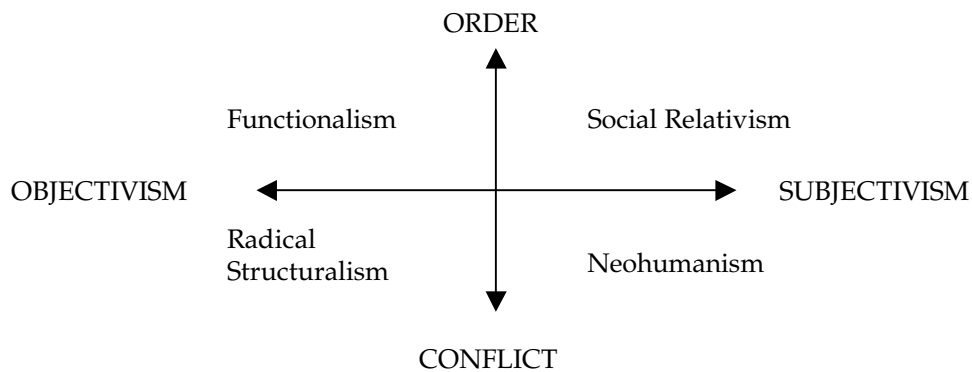 ORDER
Functionalism
Social Relativism
OBJECTIVISM
SUBJECTIVISM
Radical
Structuralism
Neohumanism
CONFLICT